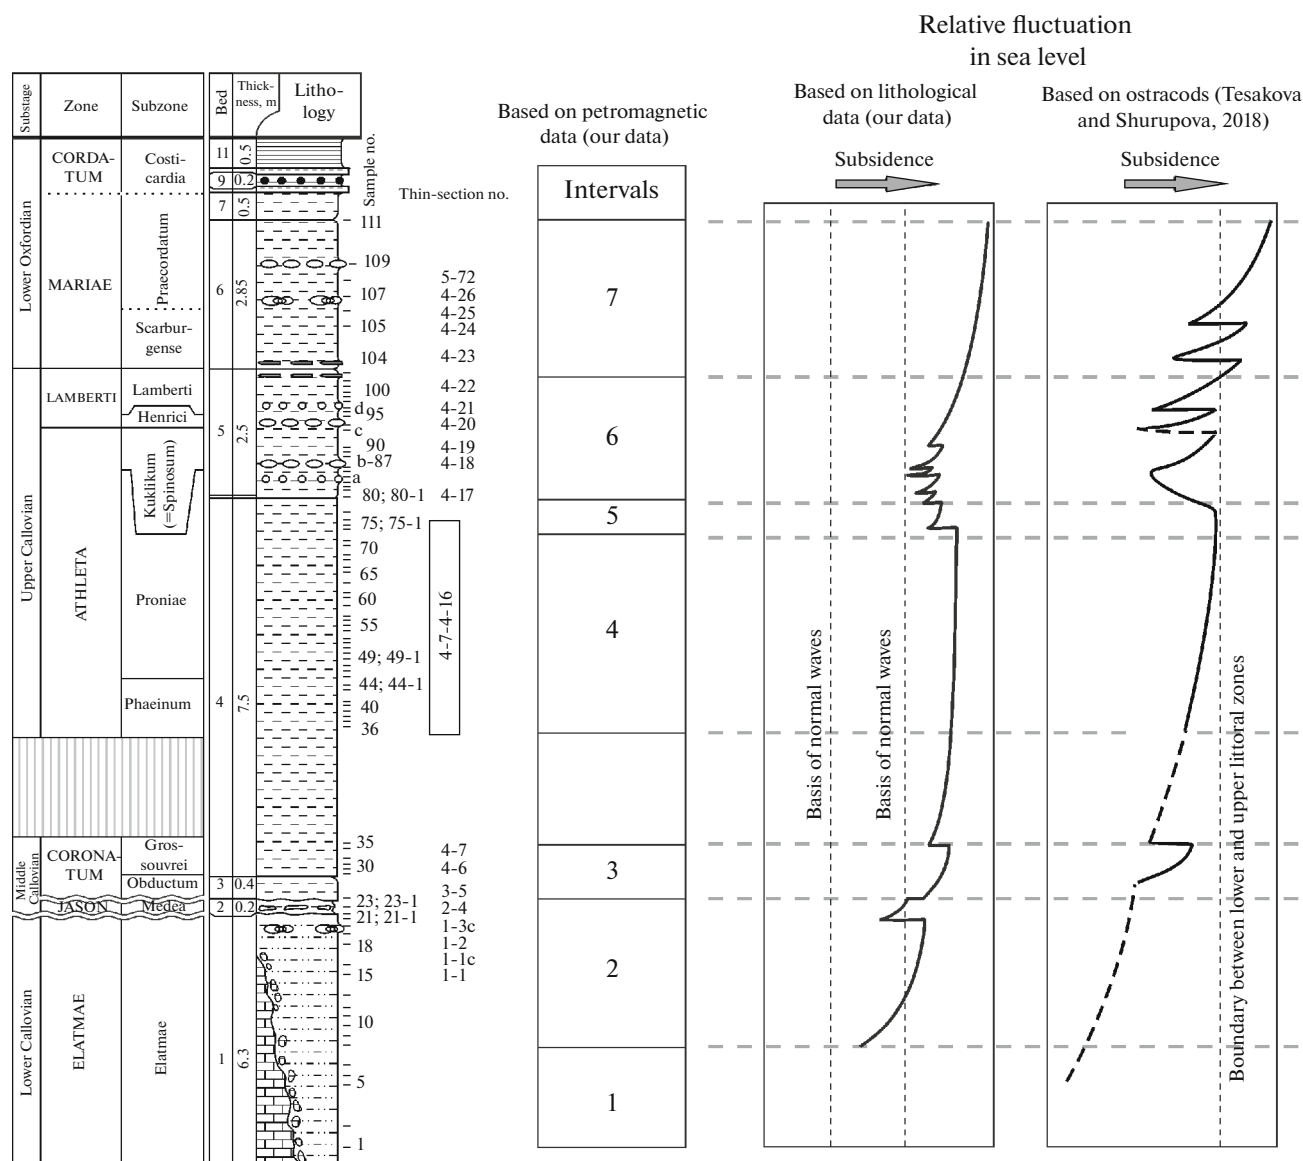 Relative fluctuation
in sea level
Based on petromagnetic
data (our data)
Based on lithological
data (our data)
Based on ostracods (Tesakova
and Shurupova, 2018)
Subsidence
Subsidence
Substage
Zone
Subzone
Bed
Thick-
ness, m
Litho-
logy
Sample no.
Thin-section no.
Intervals
Lower Oxfordian
CORDA-
TUM
Costi-
cardia
MARIAE
Praecordatum
Scarbur-
gense
Upper Callovian
LAMBERTI
Lamberti
Henrici
ATHLETA
Kuklikum
(=Spinosum)
Proniae
Phaeinum
Middle
Callovian
CORONA-
TUM
Gros-
souvrei
Obductum
JASON
Medea
Lower Callovian
ELATMAE
Elatmae
11 0.5
9 0.2
7 0.5
6 2.85
5 2.5
4 7.5
3 0.4
2 0.2
1 6.3
111
109
107
105
104
100
d
95
c
90
b-87
a
80; 80-1
75; 75-1
70
65
60
55
49; 49-1
44; 44-1
40
36
35
30
23; 23-1
21; 21-1
18
15
10
5
1
5-72
4-26
4-25
4-24
4-23
4-22
4-21
4-20
4-19
4-18
4-17
4-7-4-16
4-7
4-6
3-5
2-4
1-3c
1-2
1-1c
1-1
7
6
5
4
3
2
1
Basis of normal waves
Basis of normal waves
Boundary between lower and upper littoral zones